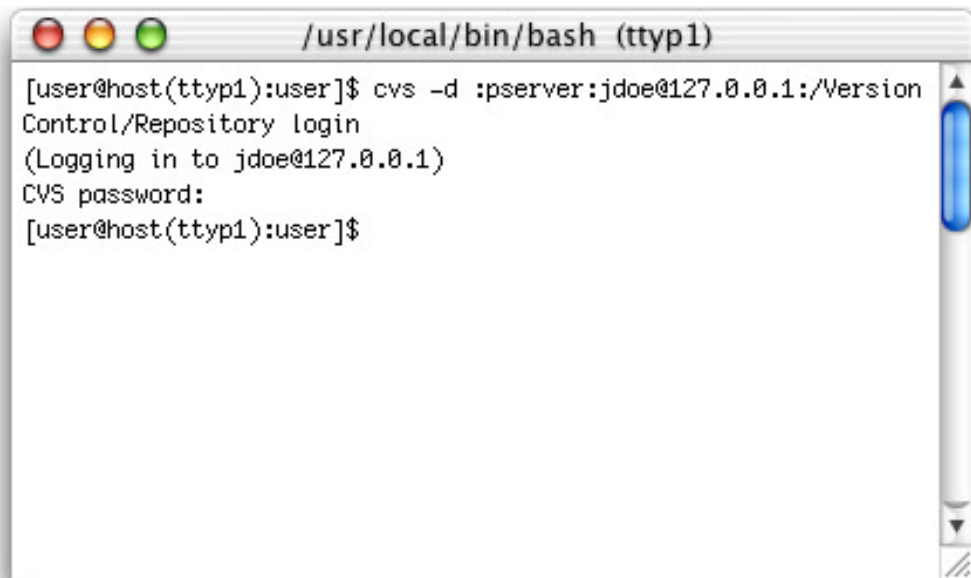 /usr/local/bin/bash (ttyp1)
[user@host(ttyp1):user]$ cvs -d :pserver:jdoe@127.0.0.1:/Version
Control/Repository login
(Logging in to jdoe@127.0.0.1)
CVS password:
[user@host(ttyp1):user]$